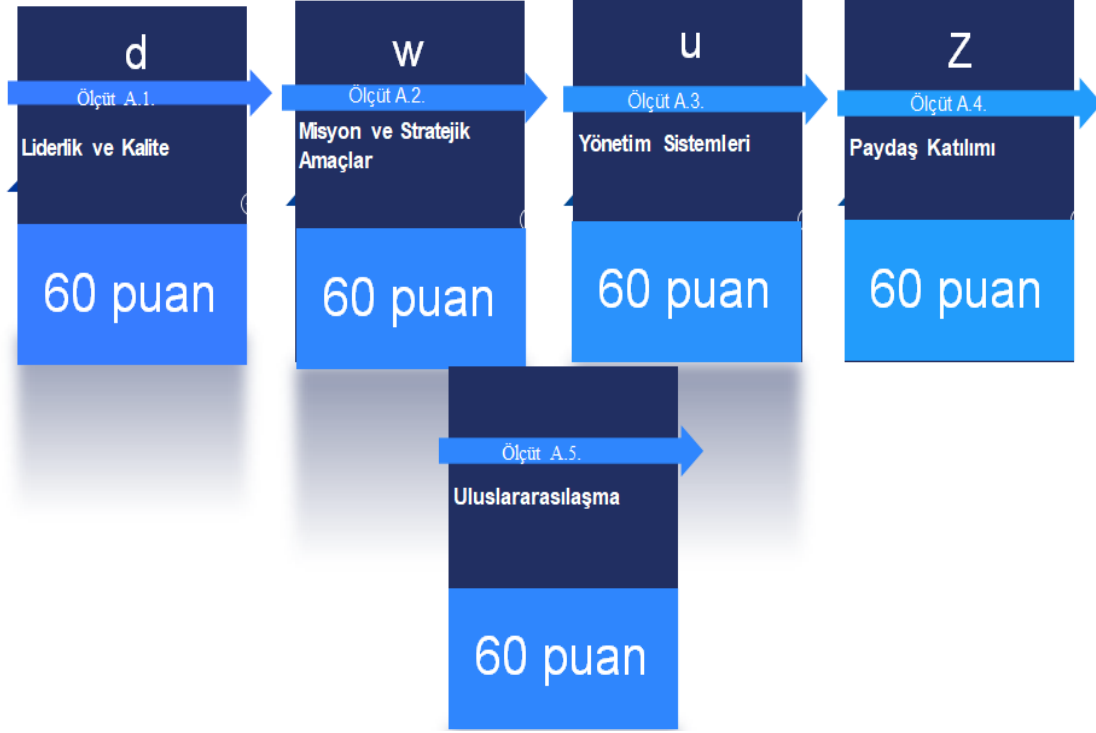 d
Ölçüt A.1.
Liderlik ve Kalite
60 puan
w
Ölçüt A.2.
Misyon ve Stratejik
Amaçlar
60 puan
u
Ölçüt A.3.
Yönetim Sistemleri
60 puan
Z
Ölçüt A.4.
Paydaş Katılımı
60 puan
Ölçüt A.5.
Uluslararasılaşma
60 puan